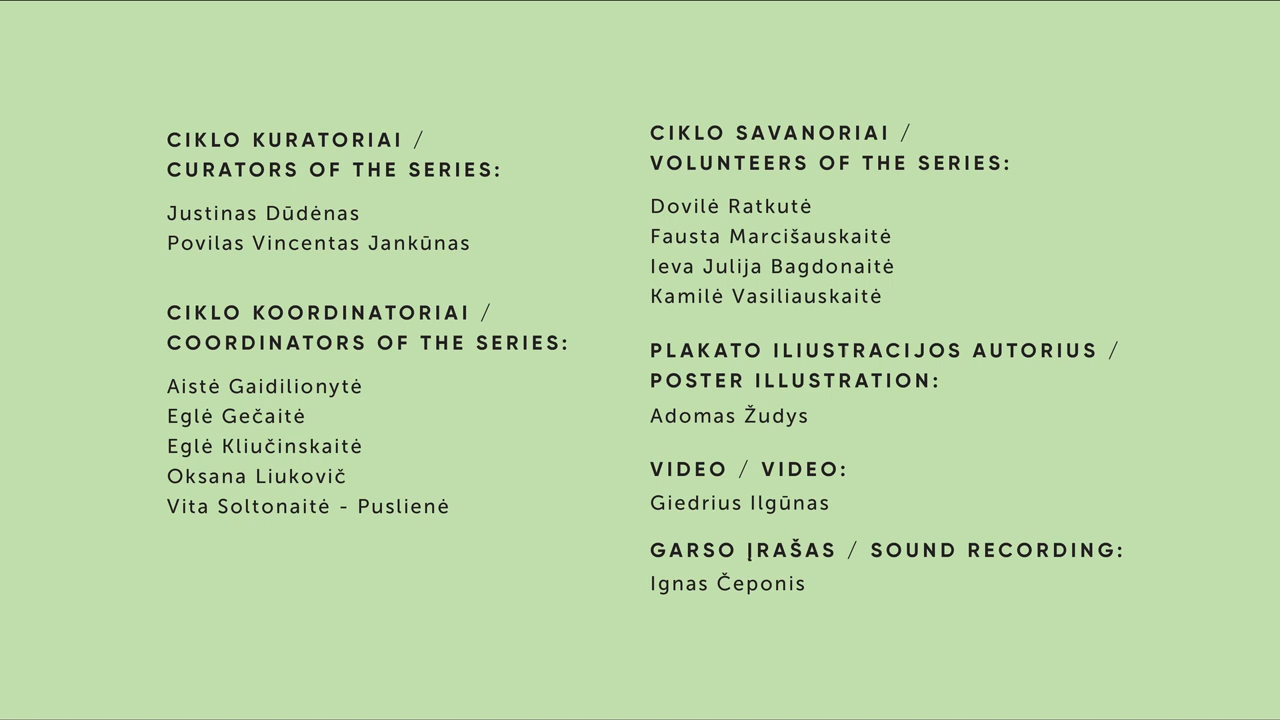 CIKLO KURATORIAI /
CURATORS OF THE SERIES:
Justinas Dūdėnas
Povilas Vincentas Jankūnas
CIKLO KOORDINATORIAI /
COORDINATORS OF THE SERIES:
Aistė Gaidilionytė
Eglė Gečaitė
Eglė Kliučinskaitė
Oksana Liukovič
Vita Soltonaitė - Puslienė
CIKLO SAVANORIAI /
VOLUNTEERS OF THE SERIES:
Dovilė Ratkutė
Fausta Marcišauskaitė
Ieva Julija Bagdonaitė
Kamilė Vasiliauskaitė
PLAKATO ILIUSTRACIJOS AUTORIUS /
POSTER ILLUSTRATION:
Adomas Žudys
VIDEO / VIDEO:
Giedrius Ilgūnas
GARSO ĮRAŠAS / SOUND RECORDING:
Ignas Čeponis